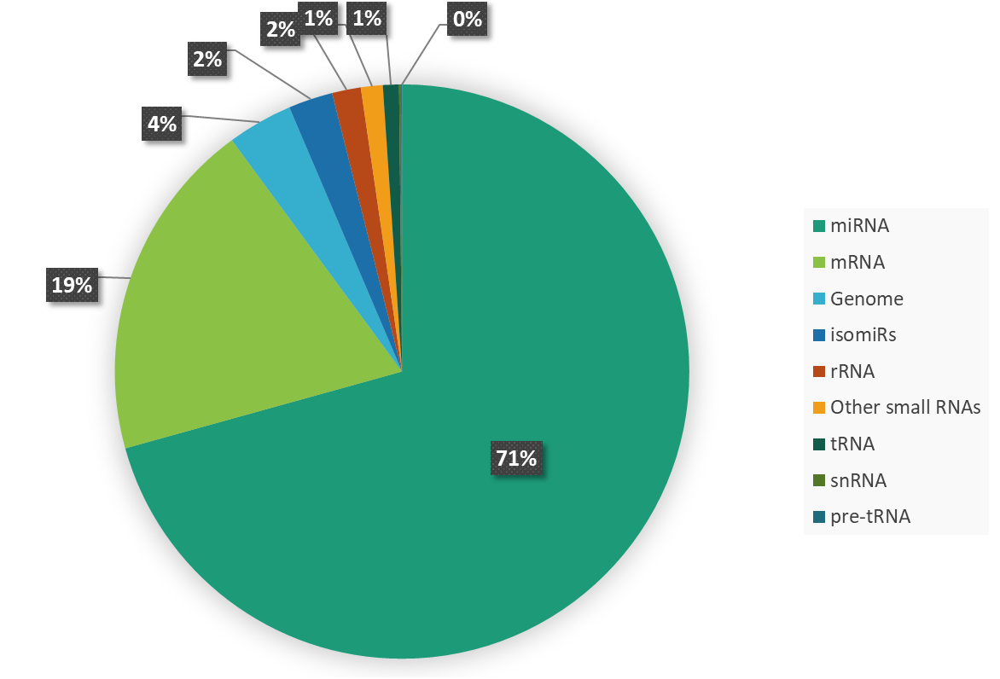 2%
1%
1%
0%
2%
4%
19%
71%
miRNA
mRNA
Genome
isomiRs
rRNA
Other small RNAs
tRNA
snRNA
pre-tRNA